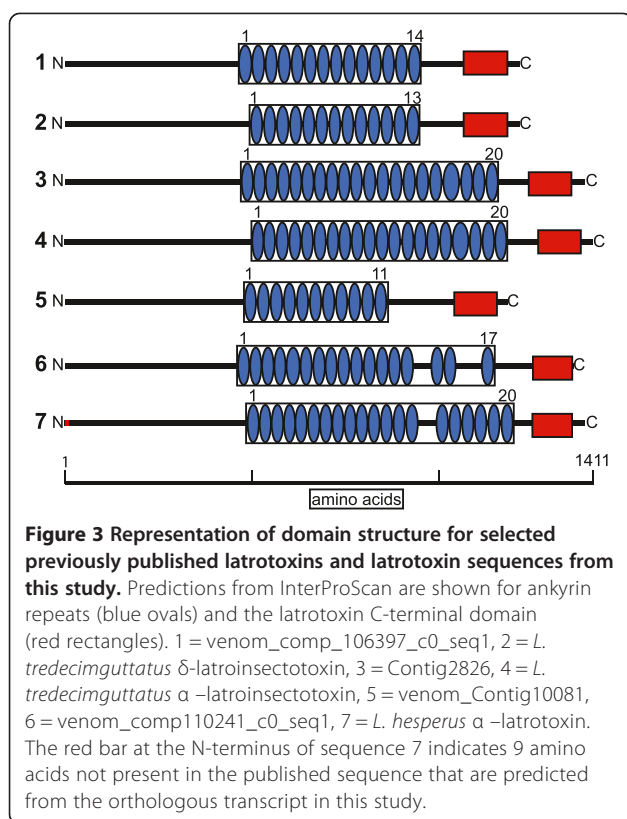 1 14
1 N C
1 13
2 N C
1 20
3 N C
1 20
4 N C
1 11
5 N C
1 17
6 N C
1 20
7 N C
1 1411
amino acids
Figure 3 Representation of domain structure for selected
previously published latrotoxins and latrotoxin sequences from
this study. Predictions from InterProScan are shown for ankyrin
repeats (blue ovals) and the latrotoxin C-terminal domain
(red rectangles). 1 = venom_comp_106397_c0_seq1, 2 = L.
tredecimguttatus δ-latroinsectotoxin, 3 = Contig2826, 4 = L.
tredecimguttatus α –latroinsectotoxin, 5 = venom_Contig10081,
6 = venom_comp110241_c0_seq1, 7 = L. hesperus α –latrotoxin.
The red bar at the N-terminus of sequence 7 indicates 9 amino
acids not present in the published sequence that are predicted
from the orthologous transcript in this study.